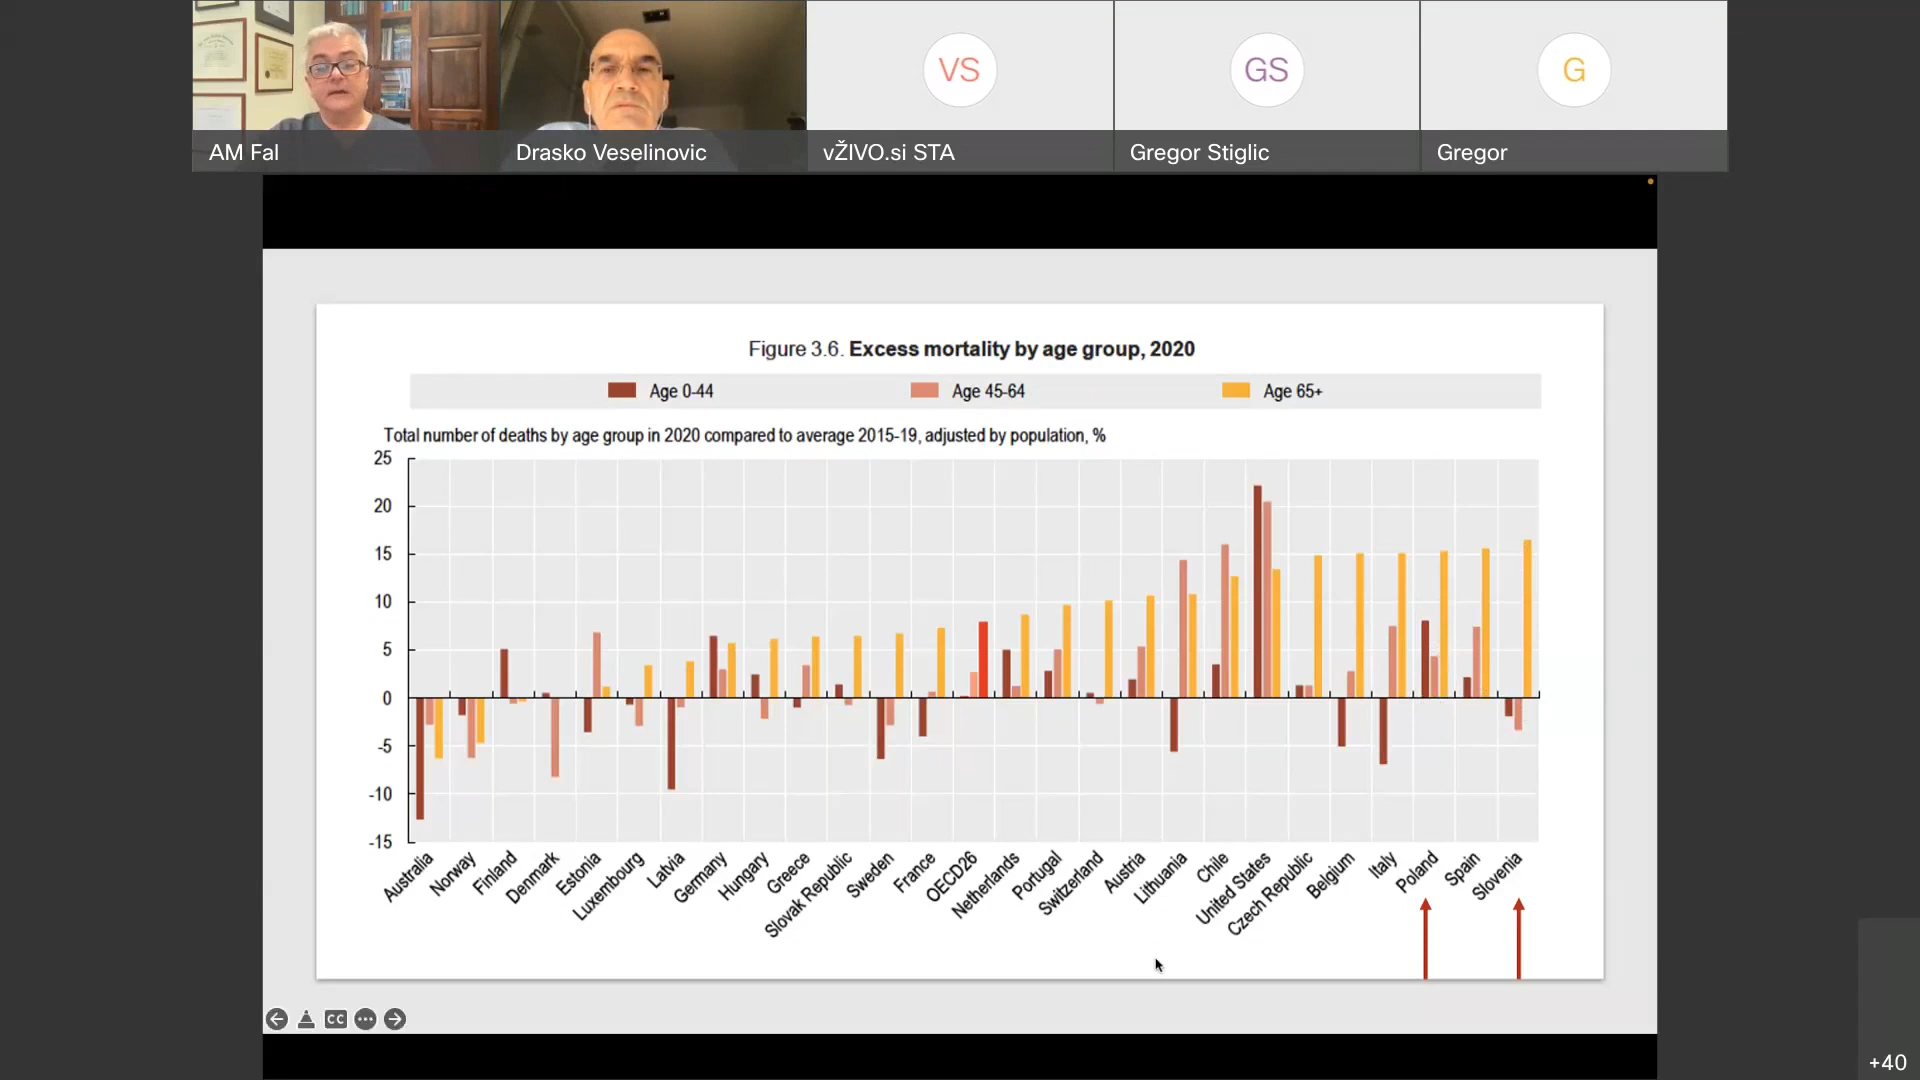 VS
GS
G
AM Fal
Drasko Veselinovic
vŽIVO.si STA
Gregor Stiglic
Gregor
Figure 3.6. Excess mortality by age group, 2020
Age 0-44
Age 45-64
Age 65+
Total number of deaths by age group in 2020 compared to average 2015-19, adjusted by population, %
25
20
15
10
5
0
-5
-10
-15
Australia
Norway
Finland
Denmark
Estonia
Luxembourg
Latvia
Germany
Hungary
Greece
Slovak Republic
Sweden
France
OECD26
Netherlands
Portugal
Switzerland
Austria
Lithuania
Chile
United States
Czech Republic
Belgium
Italy
Poland
Spain
Slovenia
CC
+40